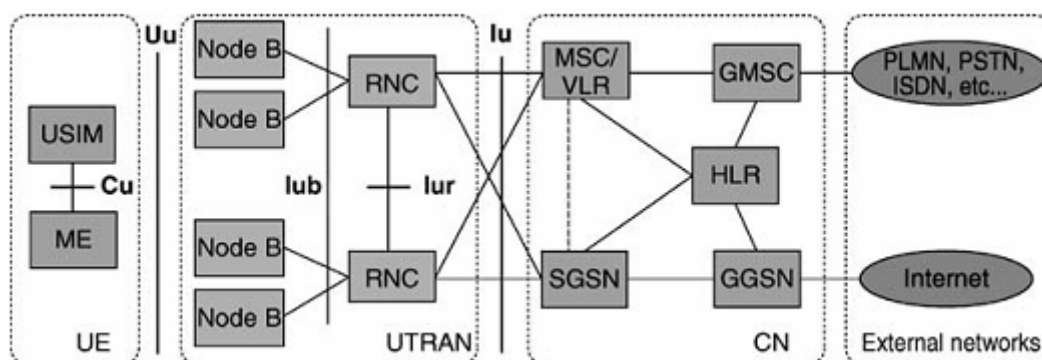 Uu
Iu
Node B
Node B
RNC
MSC/
VLR
GMSC
PLMN, PSTN,
ISDN, etc...
USIM
Cu
ME
Iub
Iur
HLR
Node B
Node B
RNC
SGSN
GGSN
Internet
UE
UTRAN
CN
External networks